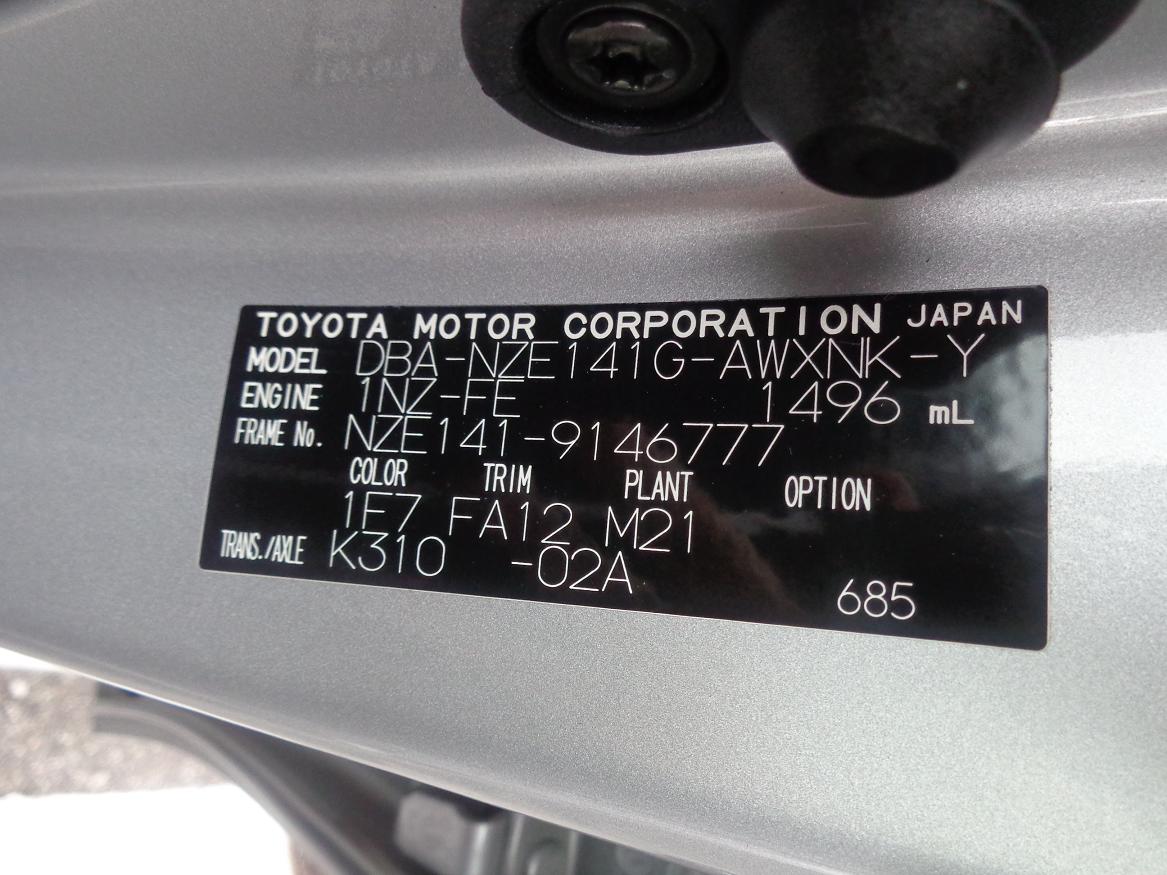 TOYOTA MOTOR CORPORATION JAPAN
MODEL DBA-NZE141G-AWXNK-Y
ENGINE 1NZ-FE 1496 mL
FRAME No. NZE141-9146777
COLOR TRIM PLANT OPTION
1F7 FA12 M21
TRANS./AXLE K310 -02A
685